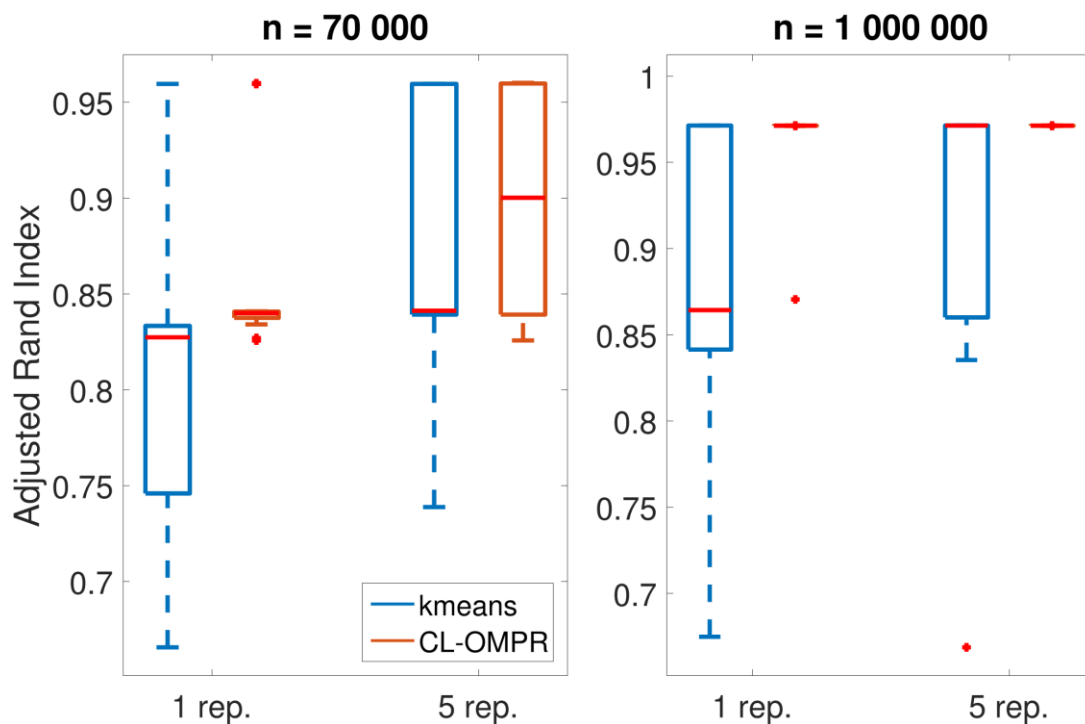 n = 70 000
Adjusted Rand Index
0.95
0.9
0.85
0.8
0.75
0.7
1 rep.
5 rep.
kmeans
CL-OMPR
n = 1 000 000
1
0.95
0.9
0.85
0.8
0.75
0.7
1 rep.
5 rep.